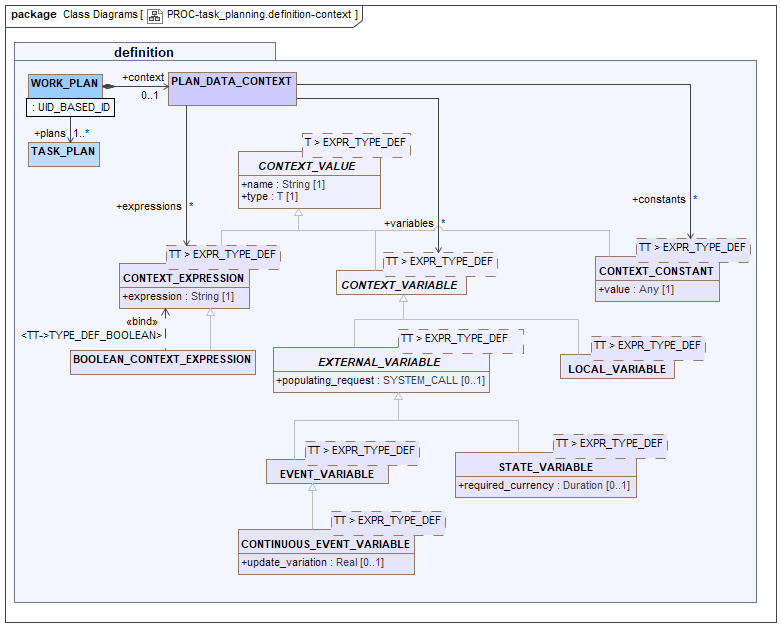 package Class Diagrams [ PROC-task_planning.definition-context ]
definition
WORK_PLAN
: UID_BASED_ID
+context
0..1
PLAN_DATA_CONTEXT
+plans 1..*
TASK_PLAN
T > EXPR_TYPE_DEF
CONTEXT_VALUE
+name : String [1]
+type : T [1]
+expressions *
+variables *
+constants *
TT > EXPR_TYPE_DEF
CONTEXT_EXPRESSION
+expression : String [1]
TT > EXPR_TYPE_DEF
CONTEXT_VARIABLE
TT > EXPR_TYPE_DEF
CONTEXT_CONSTANT
+value : Any [1]
«bind»
<TT->TYPE_DEF_BOOLEAN>
BOOLEAN_CONTEXT_EXPRESSION
TT > EXPR_TYPE_DEF
EXTERNAL_VARIABLE
+populating_request : SYSTEM_CALL [0..1]
TT > EXPR_TYPE_DEF
LOCAL_VARIABLE
TT > EXPR_TYPE_DEF
EVENT_VARIABLE
TT > EXPR_TYPE_DEF
STATE_VARIABLE
+required_currency : Duration [0..1]
TT > EXPR_TYPE_DEF
CONTINUOUS_EVENT_VARIABLE
+update_variation : Real [0..1]